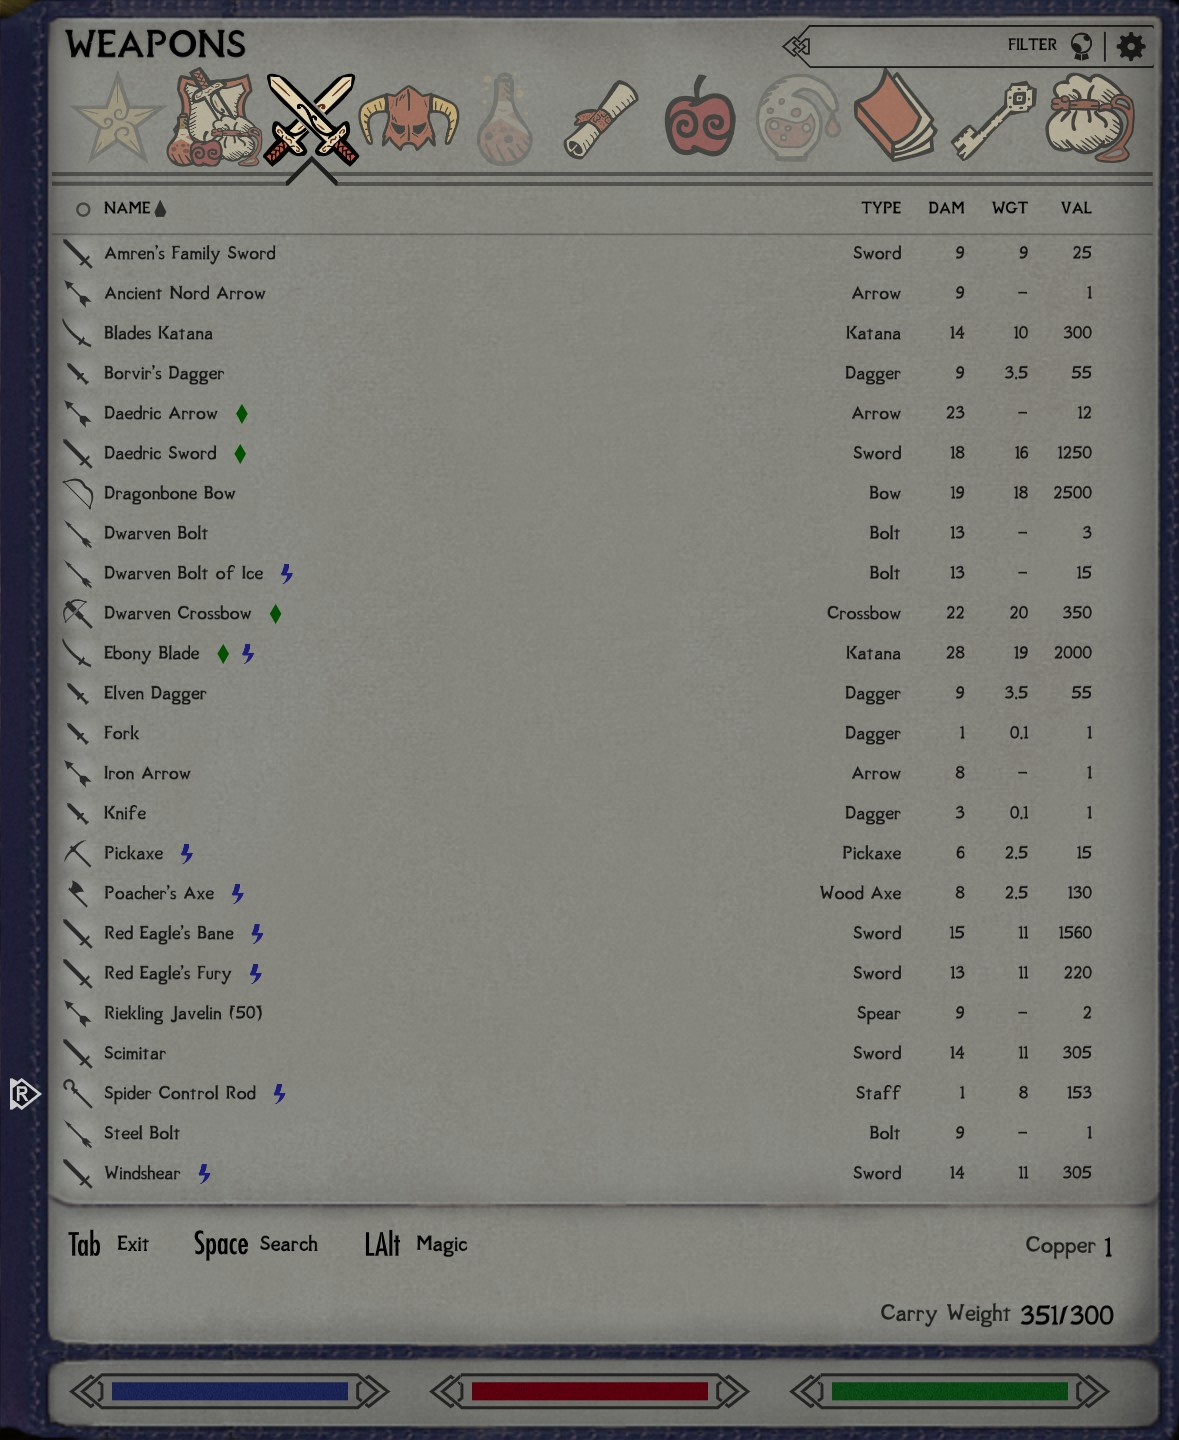 WEAPONS
FILTER
NAME TYPE DAM WGT VAL
Amren's Family Sword Sword 9 9 25
Ancient Nord Arrow Arrow 9 – 1
Blades Katana Katana 14 10 300
Borvir's Dagger Dagger 9 3.5 55
Daedric Arrow Arrow 23 – 12
Daedric Sword Sword 18 16 1250
Dragonbone Bow Bow 19 18 2500
Dwarven Bolt Bolt 13 – 3
Dwarven Bolt of Ice Bolt 13 – 15
Dwarven Crossbow Crossbow 22 20 350
Ebony Blade Katana 28 19 2000
Elven Dagger Dagger 9 3.5 55
Fork Dagger 1 0.1 1
Iron Arrow Arrow 8 – 1
Knife Dagger 3 0.1 1
Pickaxe Pickaxe 6 2.5 15
Poacher's Axe Wood Axe 8 2.5 130
Red Eagle's Bane Sword 15 11 1560
Red Eagle's Fury Sword 13 11 220
Riekling Javelin (50) Spear 9 – 2
Scimitar Sword 14 11 305
R Spider Control Rod Staff 1 8 153
Steel Bolt Bolt 9 – 1
Windshear Sword 14 11 305
Tab Exit Space Search LAlt Magic Copper 1
Carry Weight 351/300